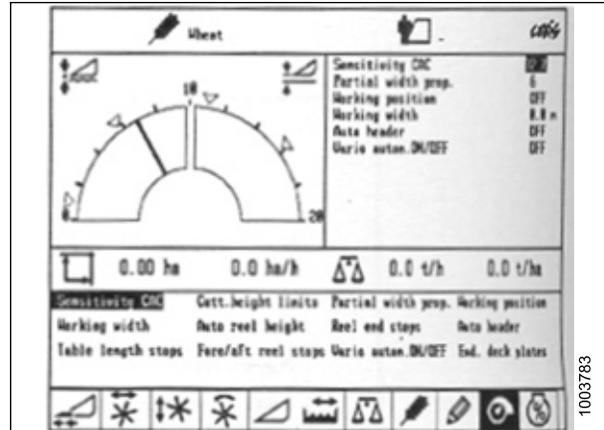 Wheat
Sensitivity CAC
Partial width prop. 6
Working position OFF
Working width 0.0 m
Auto header OFF
Vario autom.ON/OFF OFF
10
0
20
0.00 ha 0.0 ha/h 0.0 t/h 0.0 t/ha
Sensitivity CAC Cutt.height limits Partial width prop. Working position
Working width Auto reel height Reel end stops Auto header
Table length stops Fore/aft reel stops Vario autom.ON/OFF End. deck plates
1003783